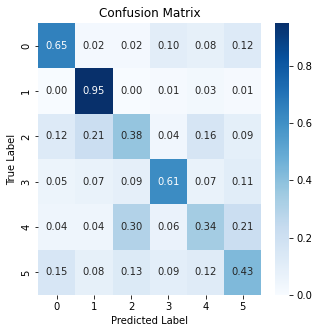 Confusion Matrix
0 0.65 0.02 0.02 0.10 0.08 0.12
1 0.00 0.95 0.00 0.01 0.03 0.01
2 0.12 0.21 0.38 0.04 0.16 0.09
3 0.05 0.07 0.09 0.61 0.07 0.11
4 0.04 0.04 0.30 0.06 0.34 0.21
5 0.15 0.08 0.13 0.09 0.12 0.43
0 1 2 3 4 5
Predicted Label
True Label
0.8
0.6
0.4
0.2
0.0